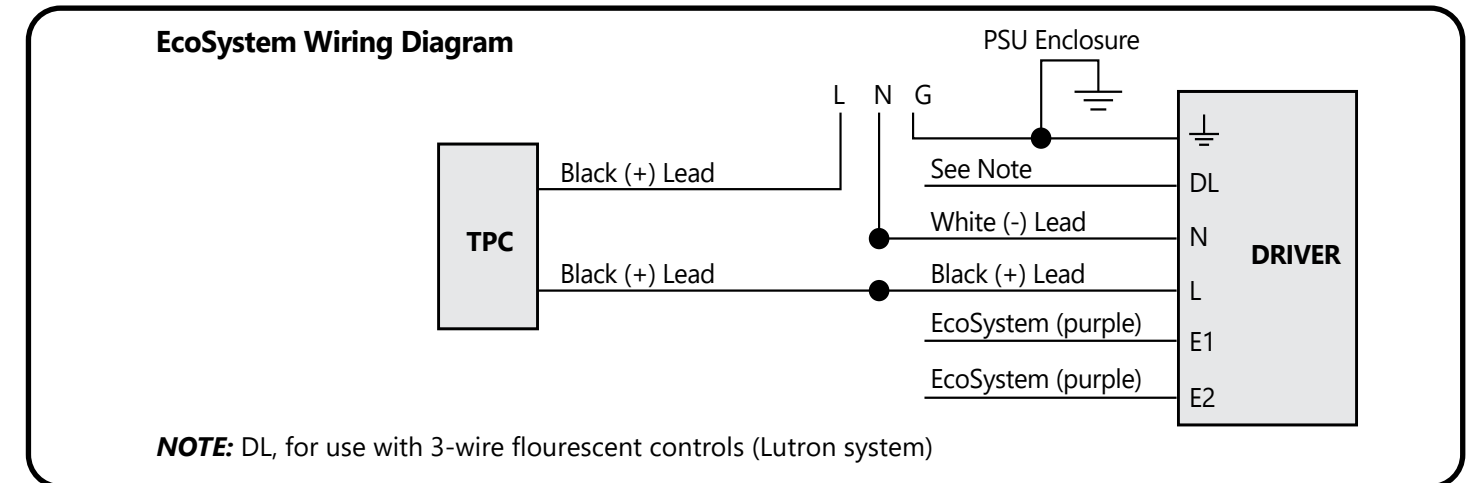 EcoSystem Wiring Diagram
PSU Enclosure
L N G
Black (+) Lead
See Note
DL
White (-) Lead
N
TPC
DRIVER
Black (+) Lead
Black (+) Lead
L
EcoSystem (purple)
E1
EcoSystem (purple)
E2
NOTE: DL, for use with 3-wire flourescent controls (Lutron system)